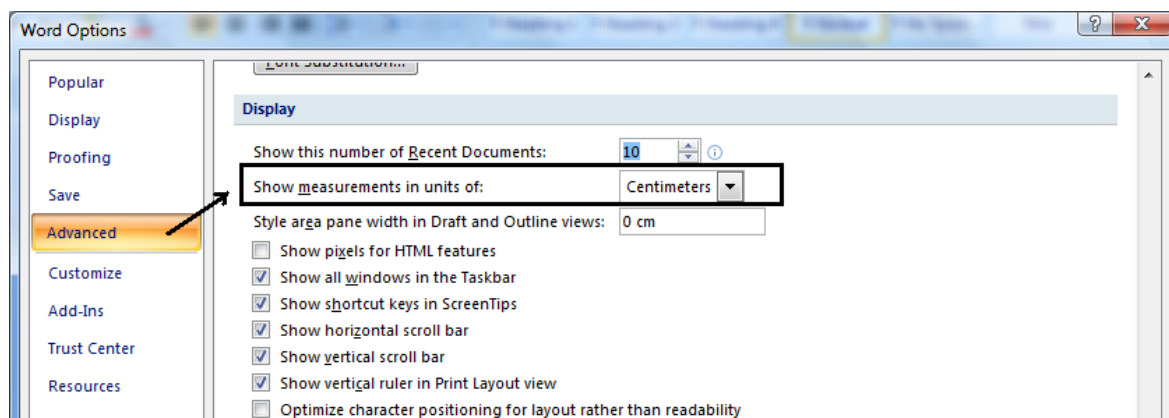 Word Options
Popular
Display
Proofing
Save
Advanced
Customize
Add-Ins
Trust Center
Resources
Font Substitution...
Display
Show this number of Recent Documents: 10
Show measurements in units of: Centimeters
Style area pane width in Draft and Outline views: 0 cm
Show pixels for HTML features
Show all windows in the Taskbar
Show shortcut keys in ScreenTips
Show horizontal scroll bar
Show vertical scroll bar
Show vertical ruler in Print Layout view
Optimize character positioning for layout rather than readability